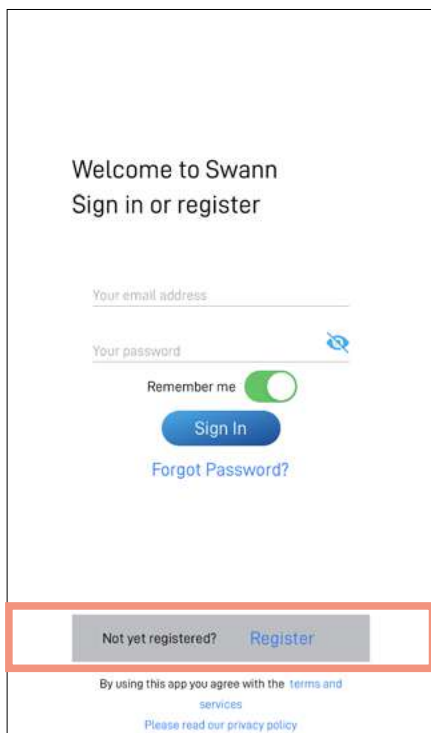 Welcome to Swann
Sign in or register
Your email address
Your password
Remember me
Sign In
Forgot Password?
Not yet registered? Register
By using this app you agree with the terms and
services
Please read our privacy policy